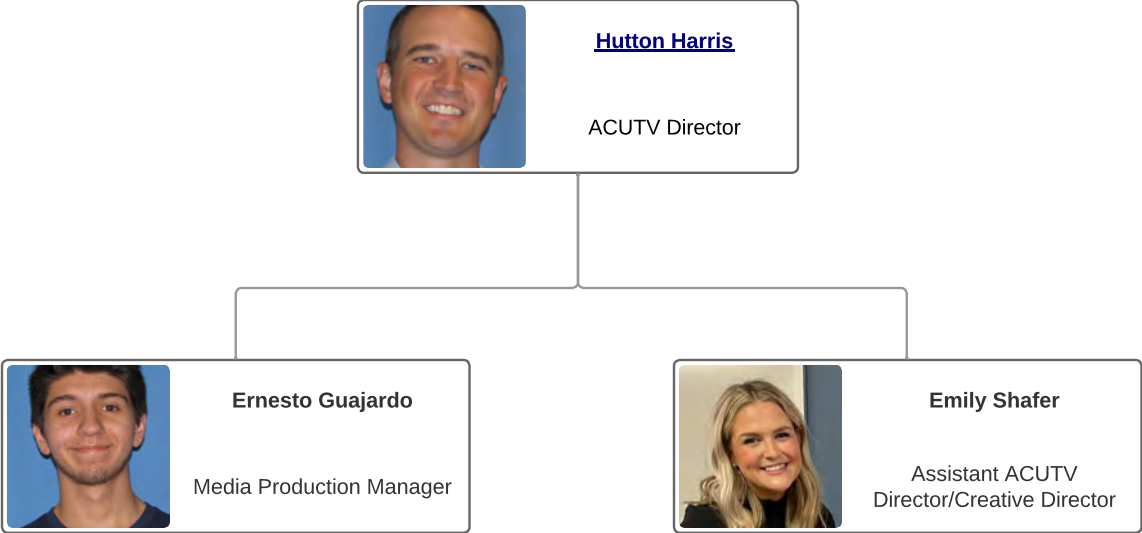 Hutton Harris
ACUTV Director
Ernesto Guajardo
Media Production Manager
Emily Shafer
Assistant ACUTV
Director/Creative Director